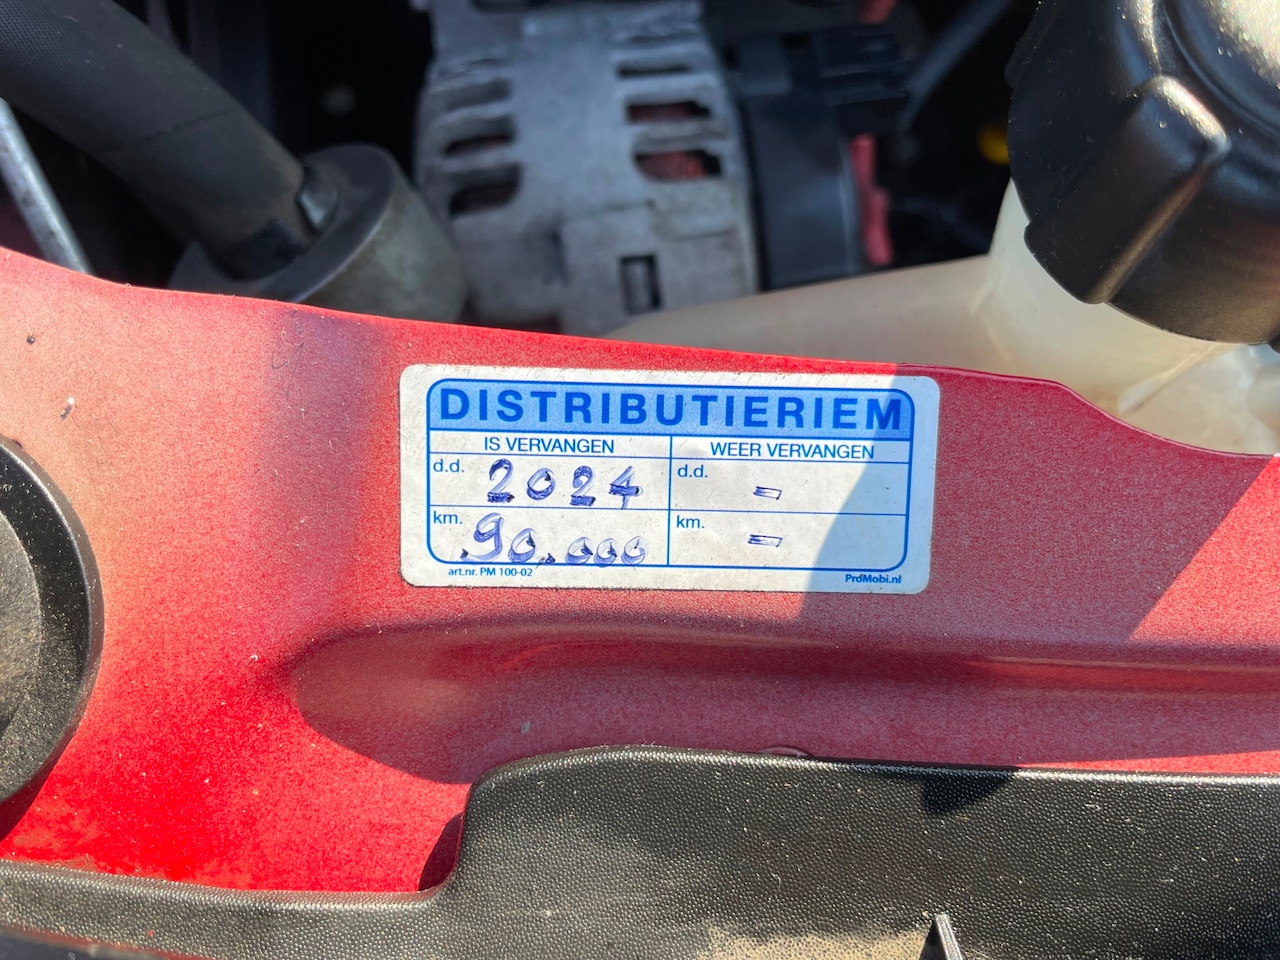 DISTRIBUTIERIEM
IS VERVANGEN WEER VERVANGEN
d.d. 2024 d.d. =
km. .90.000 km. =
art.nr. PM 100-02 PrdMobi.nl